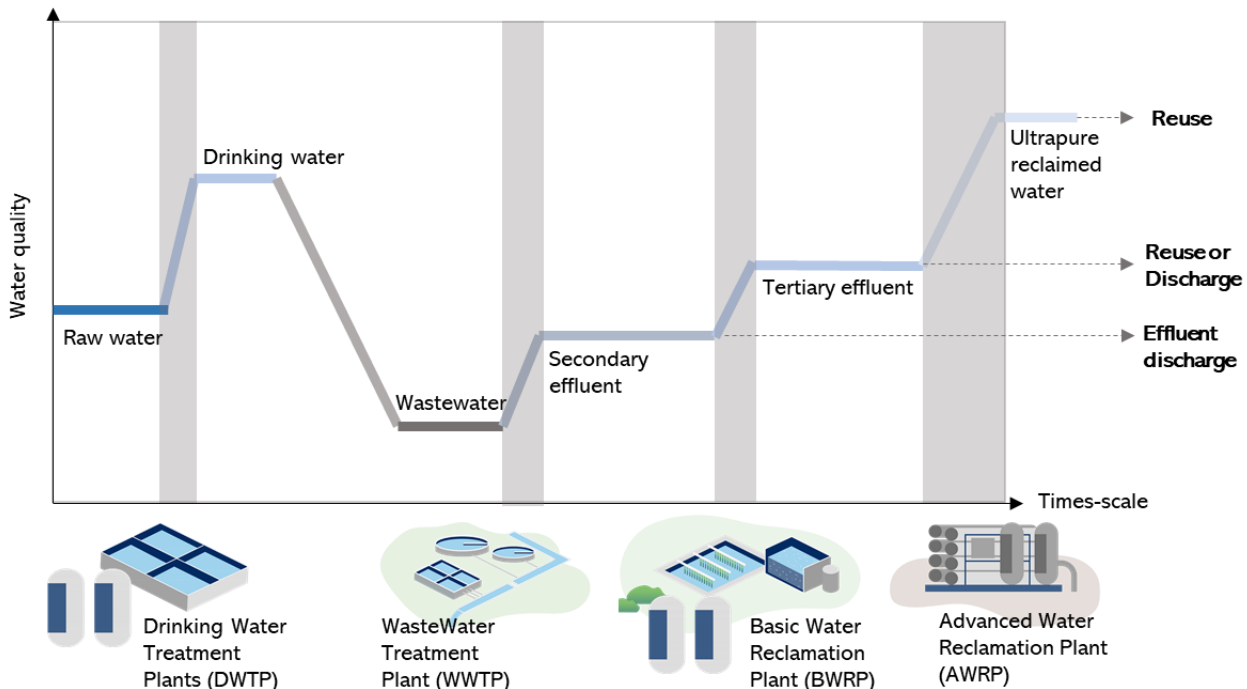 Water quality
Drinking water
Raw water
Wastewater
Secondary
effluent
Tertiary effluent
Ultrapure
reclaimed
water
Reuse
Reuse or
Discharge
Effluent
discharge
Times-scale
Drinking Water
Treatment
Plants (DWTP)
WasteWater
Treatment
Plant (WWTP)
Basic Water
Reclamation
Plant (BWRP)
Advanced Water
Reclamation Plant
(AWRP)